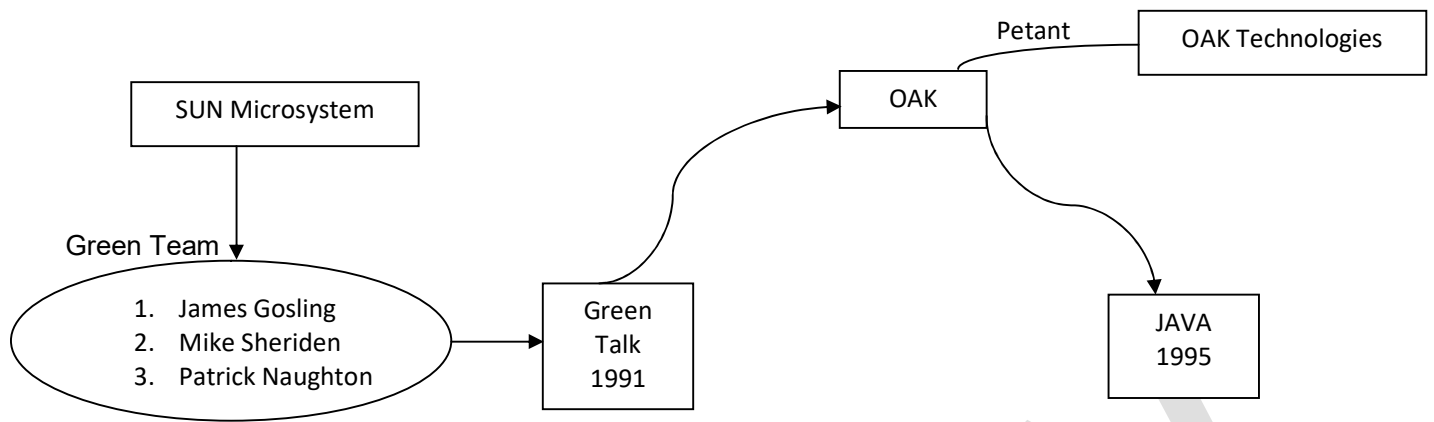 SUN Microsystem
Green Team
1. James Gosling
2. Mike Sheriden
3. Patrick Naughton
Green
Talk
1991
OAK
Petant
OAK Technologies
JAVA
1995